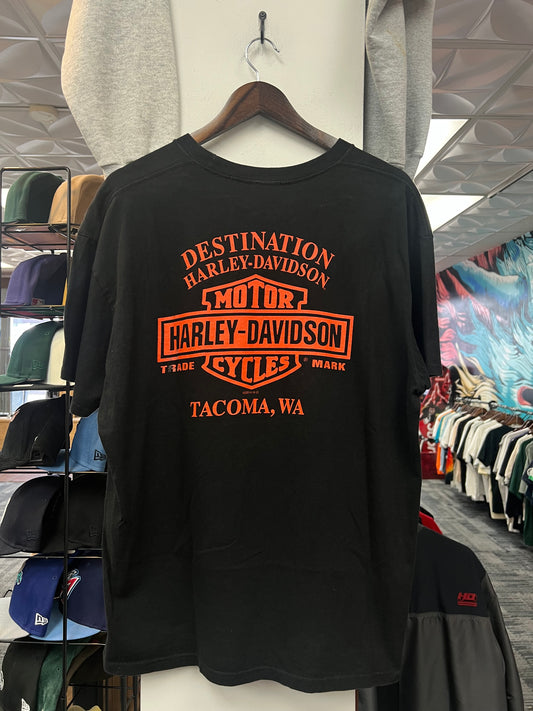 DESTINATION
HARLEY-DAVIDSON
MOTOR
HARLEY-DAVIDSON
CYCLES
TRADE ® MARK
TACOMA, WA